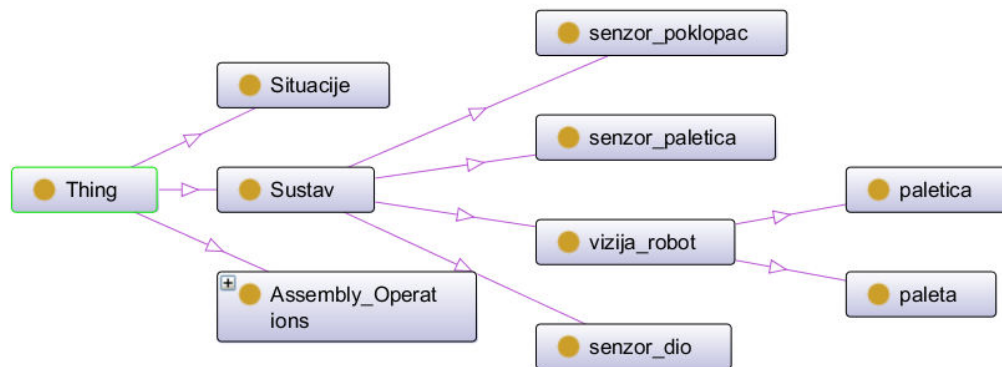 senzor_poklopac
Situacije
senzor_paletica
Thing
Sustav
paletica
vizija_robot
Assembly_Operat
ions
paleta
senzor_dio